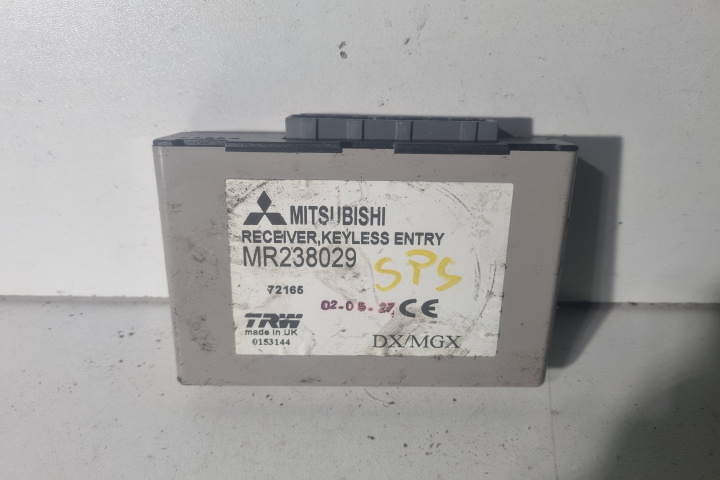 MITSUBISHI
RECEIVER,KEYLESS ENTRY
MR238029
SPS
72165
02-05-27 CE
TRW
made in UK
0153144
DX/MGX